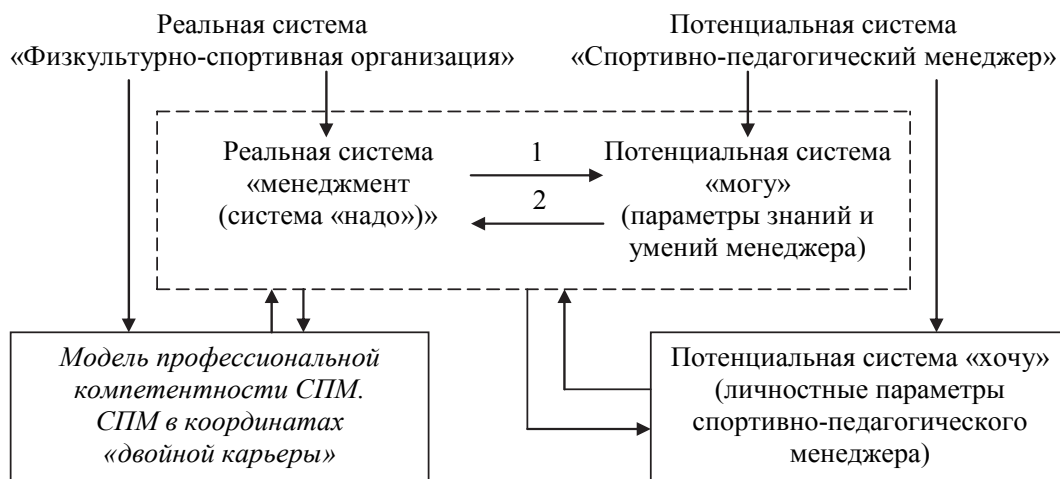 Реальная система
«Физкультурно-спортивная организация»
Потенциальная система
«Спортивно-педагогический менеджер»
Реальная система
«менеджмент
(система «надо»)»
1
2
Потенциальная система
«могу»
(параметры знаний и
умений менеджера)
Модель профессиональной
компетентности СПМ.
СПМ в координатах
«двойной карьеры»
Потенциальная система «хочу»
(личностные параметры
спортивно-педагогического
менеджера)